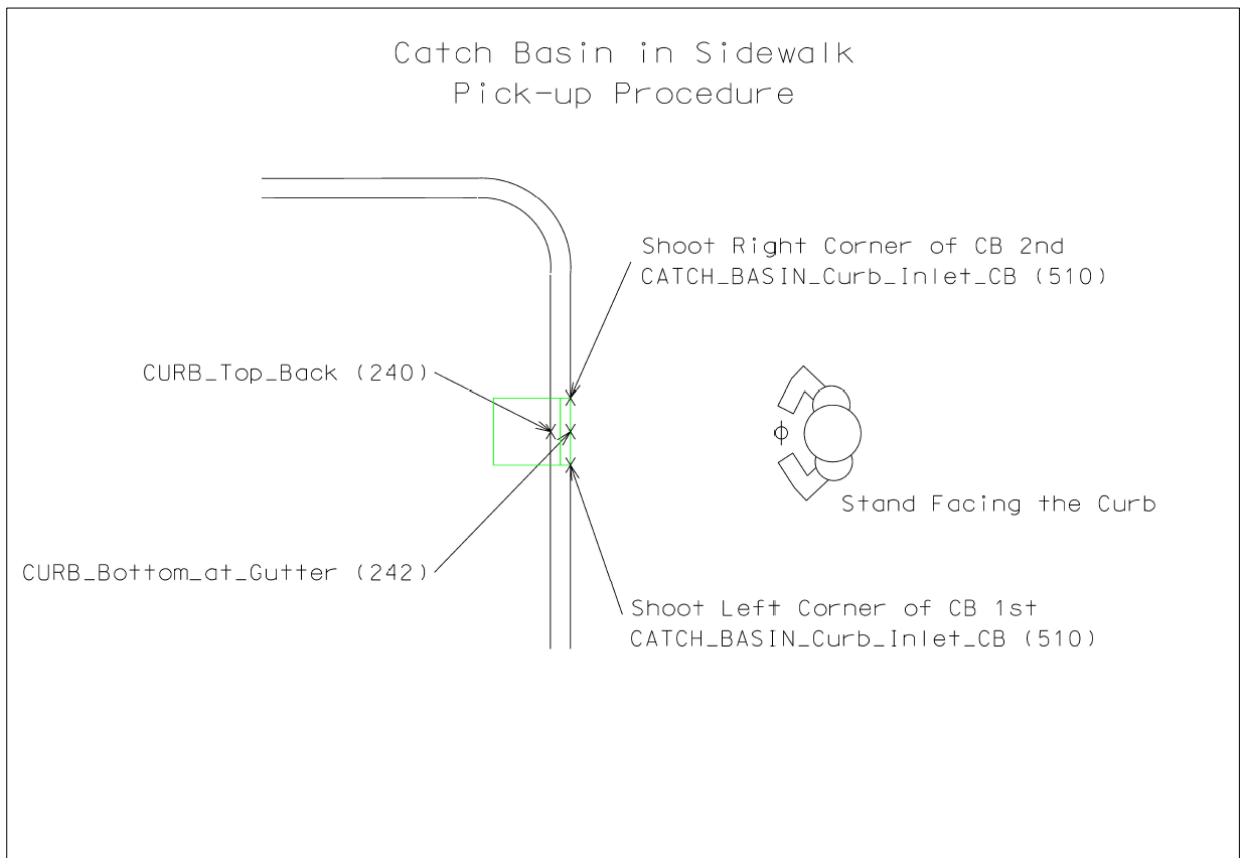 Catch Basin in Sidewalk
Pick-up Procedure
Shoot Right Corner of CB 2nd
CATCH_BASIN_Curb_Inlet_CB (510)
CURB_Top_Back (240)
Stand Facing the Curb
CURB_Bottom_at_Gutter (242)
Shoot Left Corner of CB 1st
CATCH_BASIN_Curb_Inlet_CB (510)